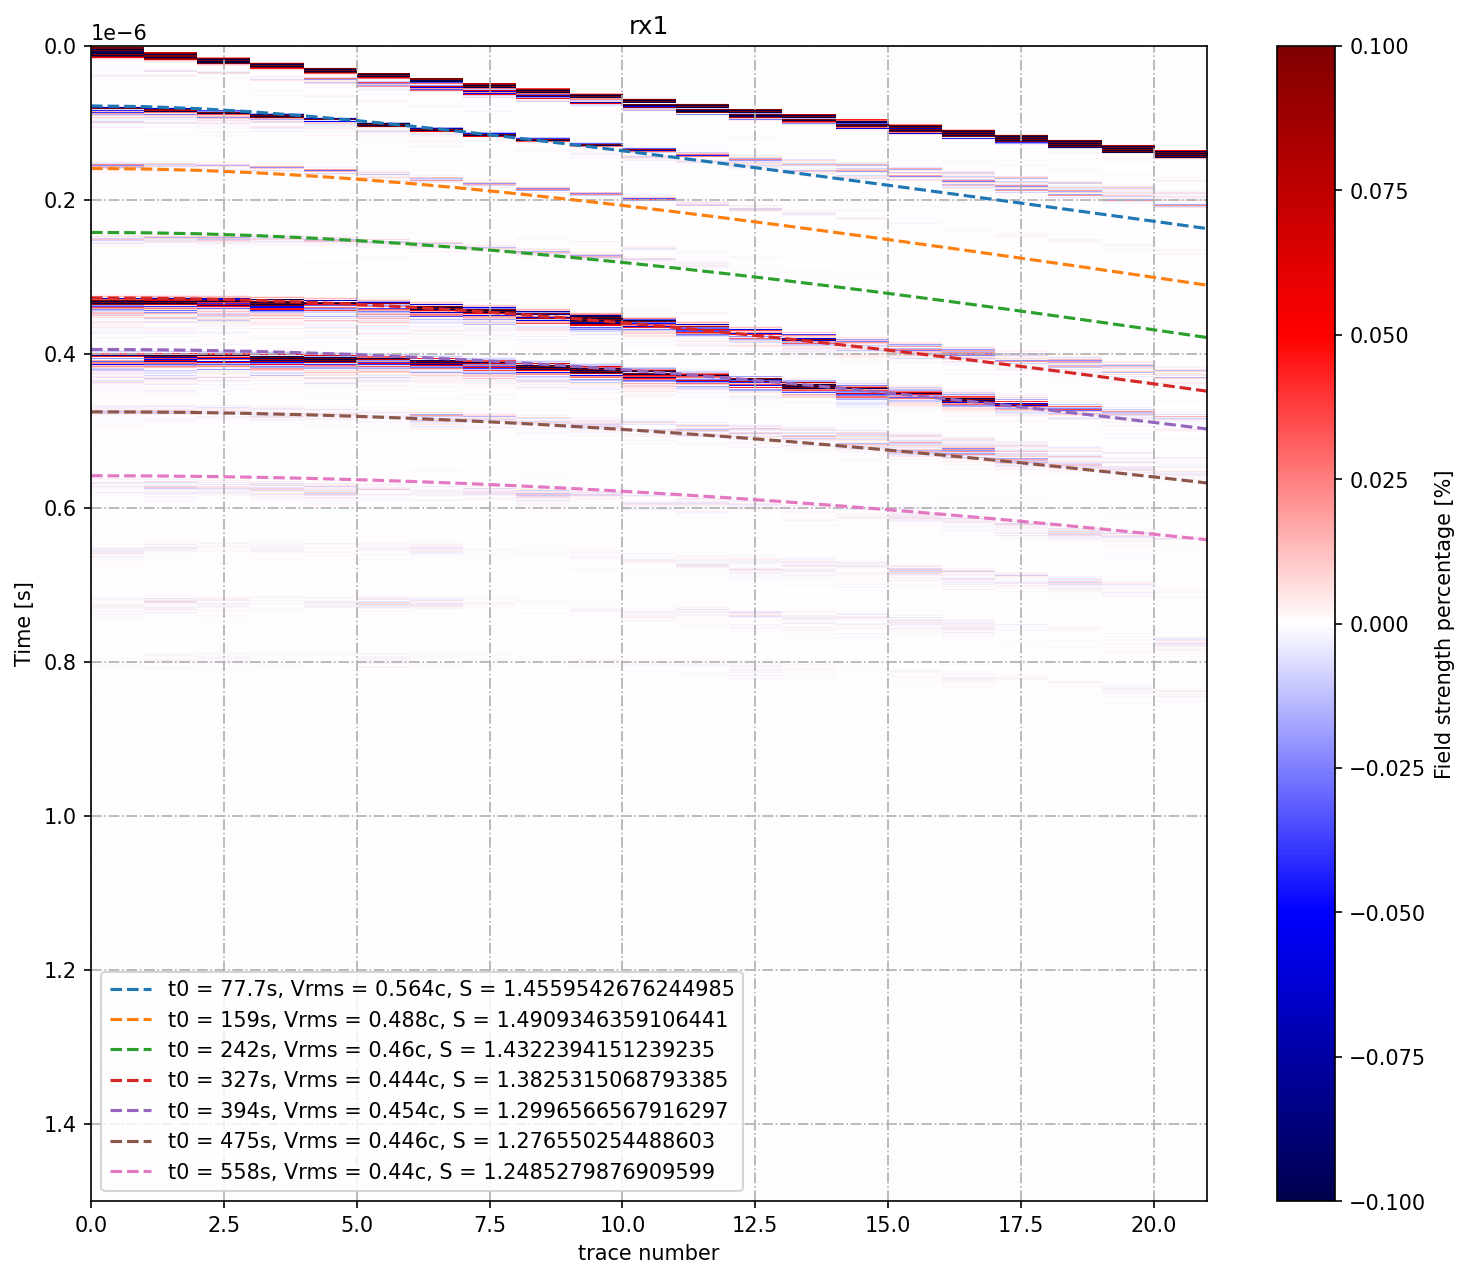 rx1
1e−6
0.0
0.2
0.4
0.6
0.8
1.0
1.2
1.4
Time [s]
t0 = 77.7s, Vrms = 0.564c, S = 1.4559542676244985
t0 = 159s, Vrms = 0.488c, S = 1.4909346359106441
t0 = 242s, Vrms = 0.46c, S = 1.4322394151239235
t0 = 327s, Vrms = 0.444c, S = 1.3825315068793385
t0 = 394s, Vrms = 0.454c, S = 1.2996566567916297
t0 = 475s, Vrms = 0.446c, S = 1.276550254488603
t0 = 558s, Vrms = 0.44c, S = 1.2485279876909599
0.0 2.5 5.0 7.5 10.0 12.5 15.0 17.5 20.0
trace number
0.100
0.075
0.050
0.025
0.000
−0.025
−0.050
−0.075
−0.100
Field strength percentage [%]